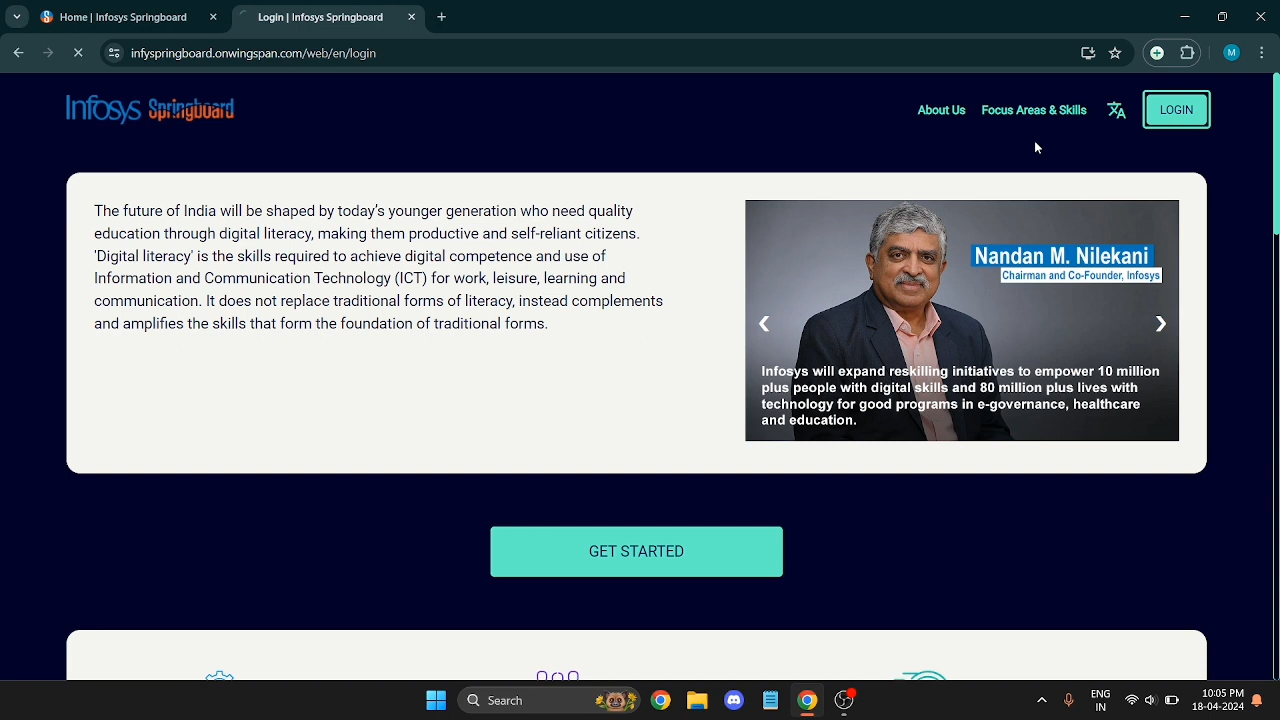 Home | Infosys Springboard
Login | Infosys Springboard
infyspringboard.onwingspan.com/web/en/login
M
Infosys Springboard
About Us
Focus Areas & Skills
LOGIN
The future of India will be shaped by today's younger generation who need quality
education through digital literacy, making them productive and self-reliant citizens.
'Digital literacy' is the skills required to achieve digital competence and use of
Information and Communication Technology (ICT) for work, leisure, learning and
communication. It does not replace traditional forms of literacy, instead complements
and amplifies the skills that form the foundation of traditional forms.
Nandan M. Nilekani
Chairman and Co-Founder, Infosys
Infosys will expand reskilling initiatives to empower 10 million
plus people with digital skills and 80 million plus lives with
technology for good programs in e-governance, healthcare
and education.
GET STARTED
Search
ENG
IN
10:05 PM
18-04-2024